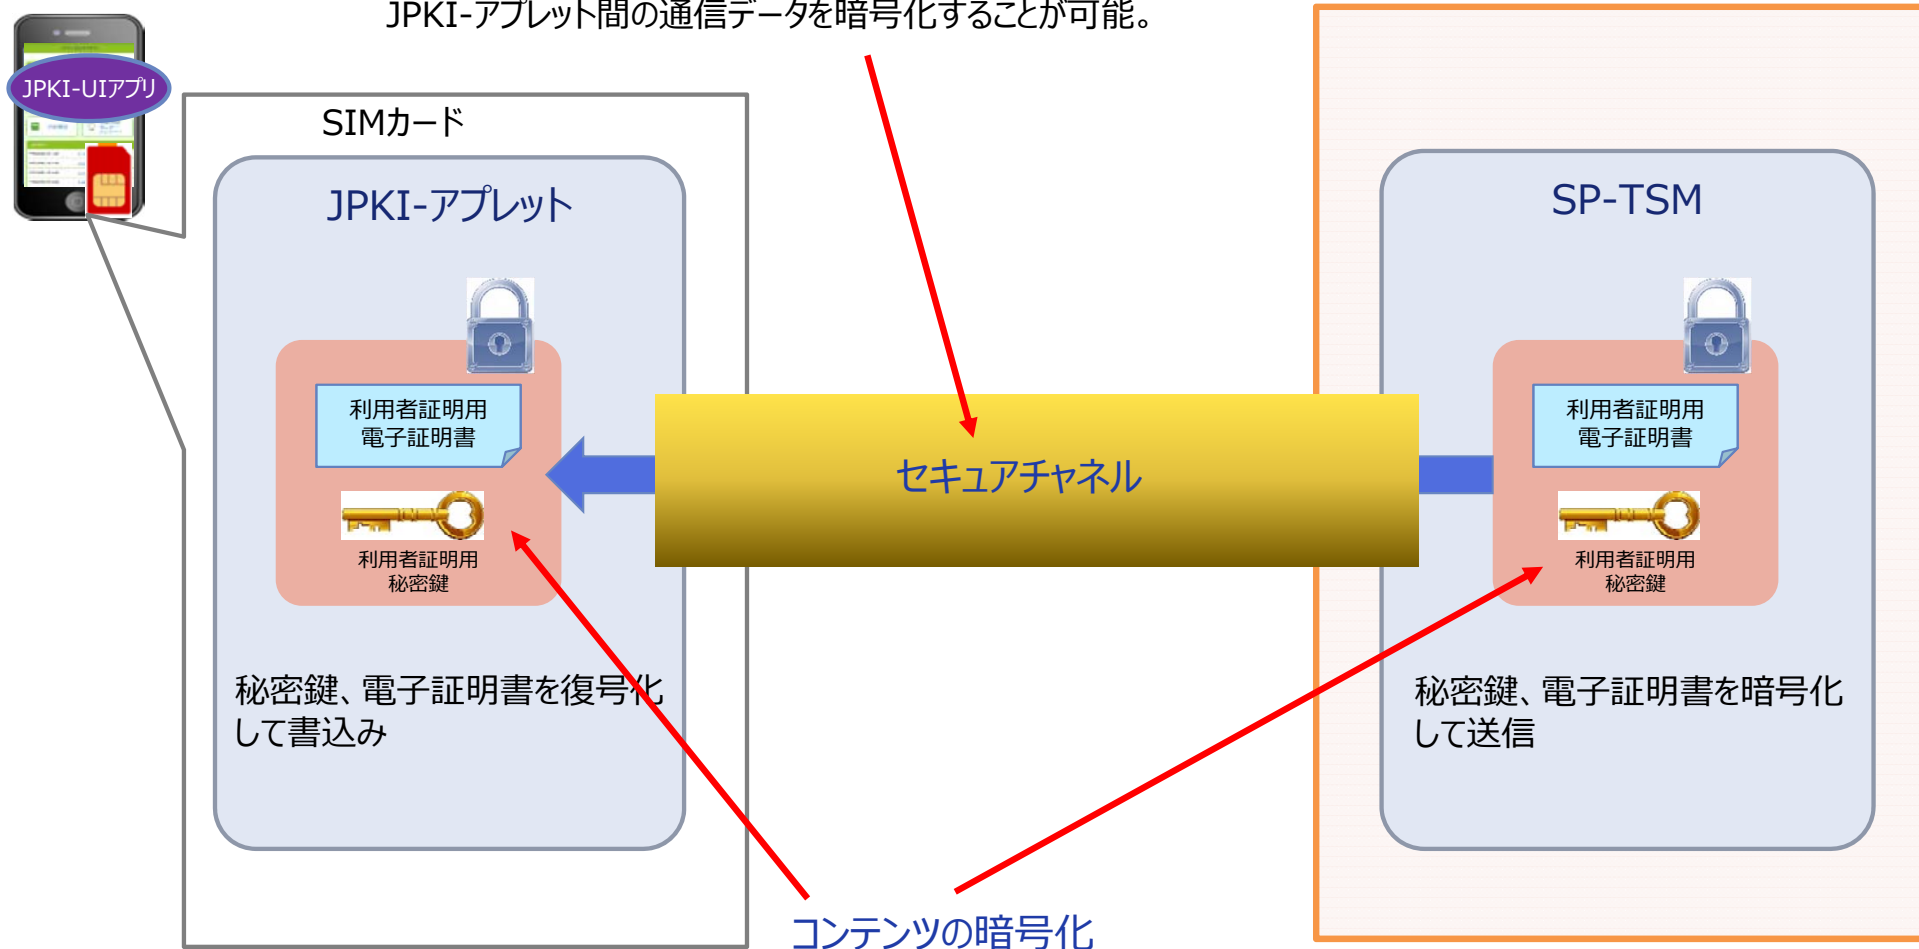 JPKI-アプレット間の通信データを暗号化することが可能。
JPKI-UIアプリ
SIMカード
JPKI-アプレット
利用者証明用
電子証明書
利用者証明用
秘密鍵
秘密鍵、電子証明書を復号化
して書込み
セキュアチャネル
SP-TSM
利用者証明用
電子証明書
利用者証明用
秘密鍵
秘密鍵、電子証明書を暗号化
して送信
コンテンツの暗号化